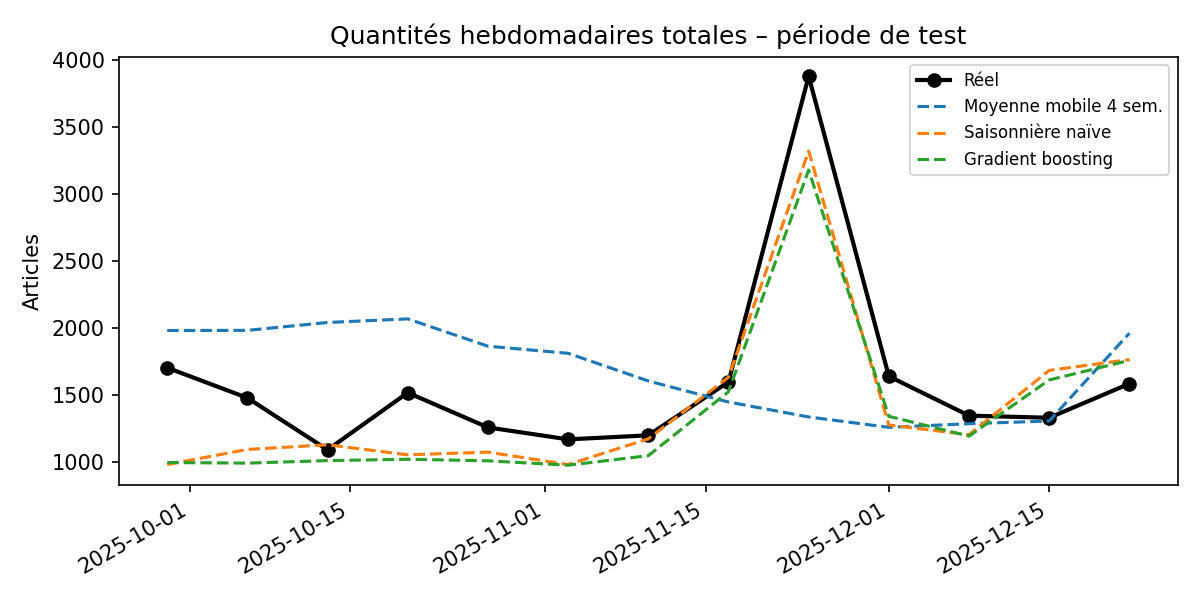 Quantités hebdomadaires totales – période de test
Articles
4000
3500
3000
2500
2000
1500
1000
Réel
Moyenne mobile 4 sem.
Saisonnière naïve
Gradient boosting
2025-10-01
2025-10-15
2025-11-01
2025-11-15
2025-12-01
2025-12-15